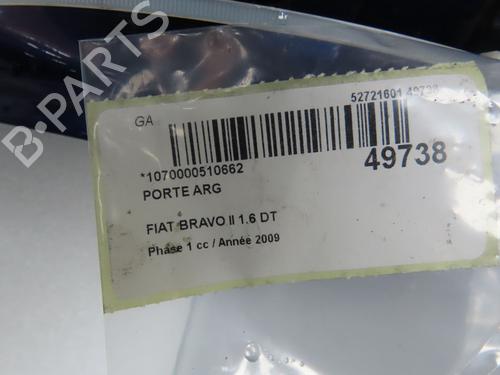 B-PARTS
GA
52721601 49738
49738
*1070000510662
PORTE ARG
FIAT BRAVO II 1.6 DT
Phase 1 cc / Année 2009